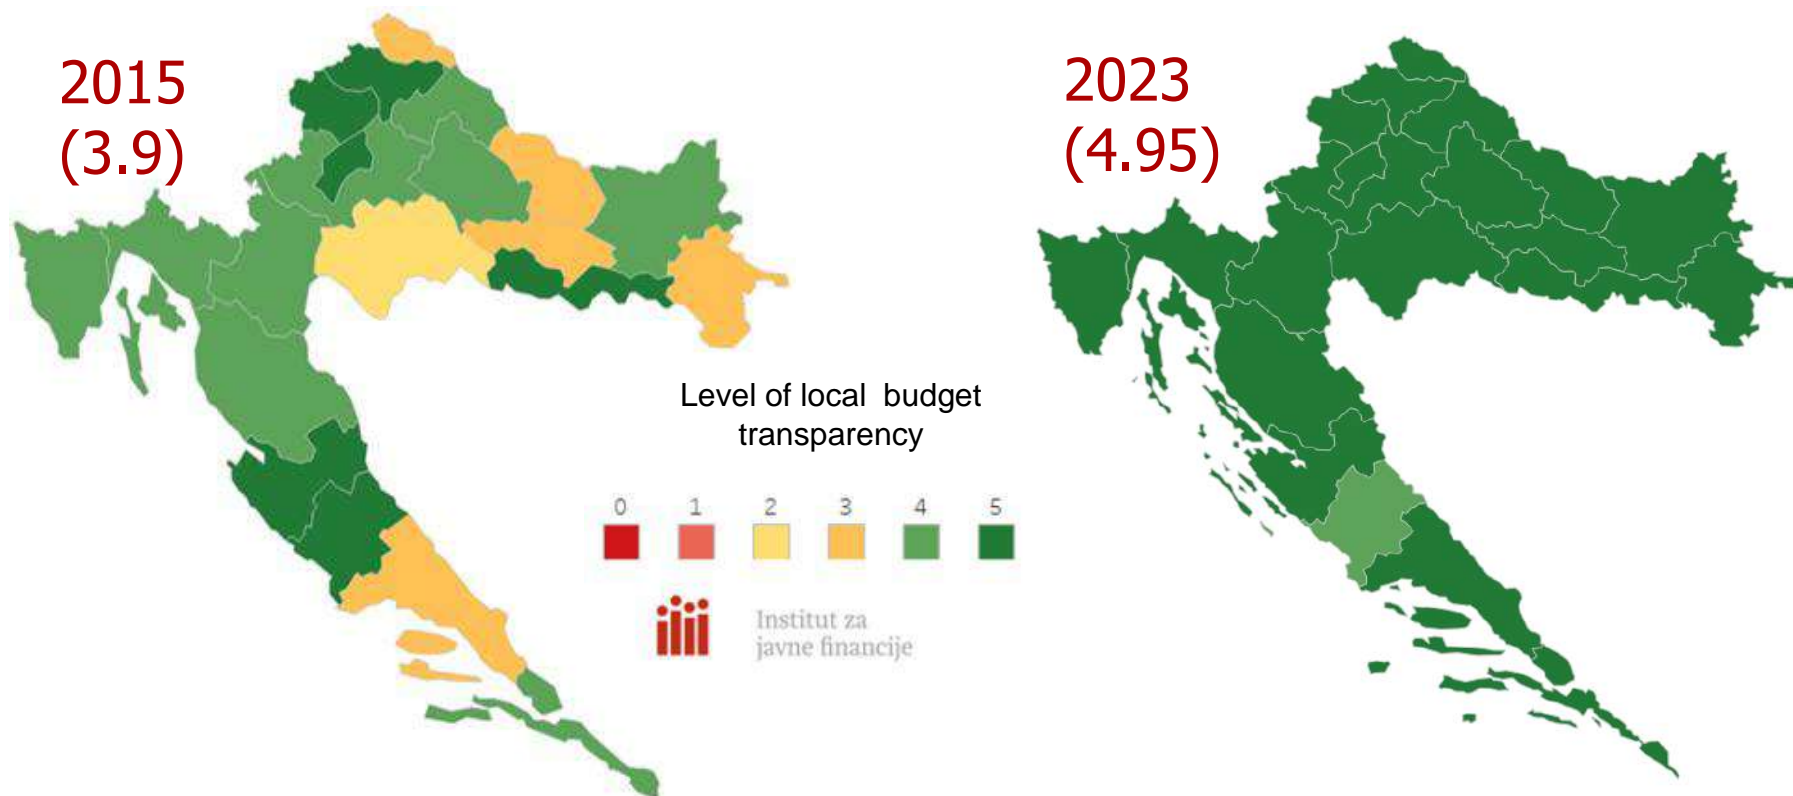 2015
(3.9)
2023
(4.95)
Level of local budget
transparency
0 1 2 3 4 5
Institut za
javne financije